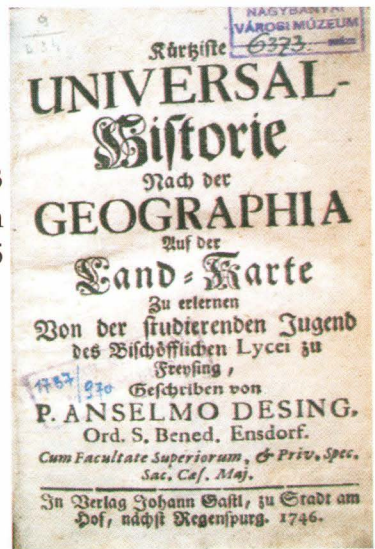 NAGYBÁNYAI
VÁROSI MÚZEUM
6373.
9
Kürtziste
UNIVERSAL-
Historie
Nach der
GEOGRAPHIA
Auf der
Land-Karte
Zu erlernen
Von der studierenden Jugend
des Bischöfflichen Lycei zu
Freysing,
1787/970
Geschriben von
P. ANSELMO DESING,
Ord. S. Bened. Ensdorf.
Cum Facultate Superiorum, & Priv. Spec.
Sac. Cæs. Maj.
In Verlag Johann Gastl, zu Stadt am
Hof, nächst Regenspurg. 1746.